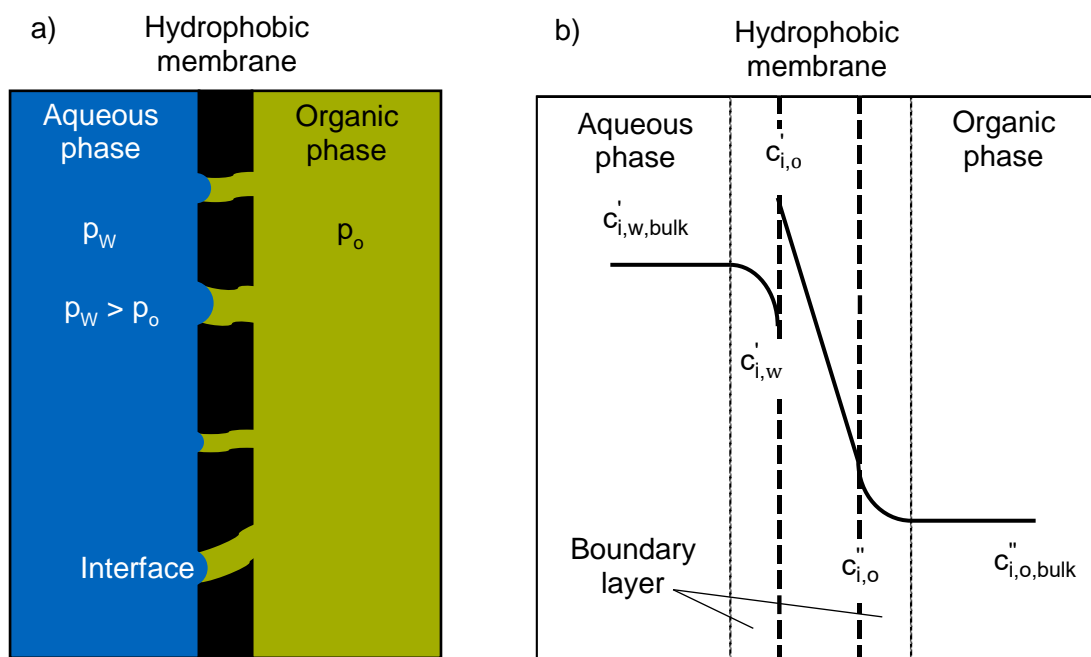 a)
Hydrophobic
membrane
Aqueous
phase
Organic
phase
p_W
p_o
p_W > p_o
Interface
b)
Hydrophobic
membrane
Aqueous
phase
Organic
phase
c'_i,o
c'_i,w,bulk
c'_i,w
Boundary
layer
c''_i,o
c''_i,o,bulk